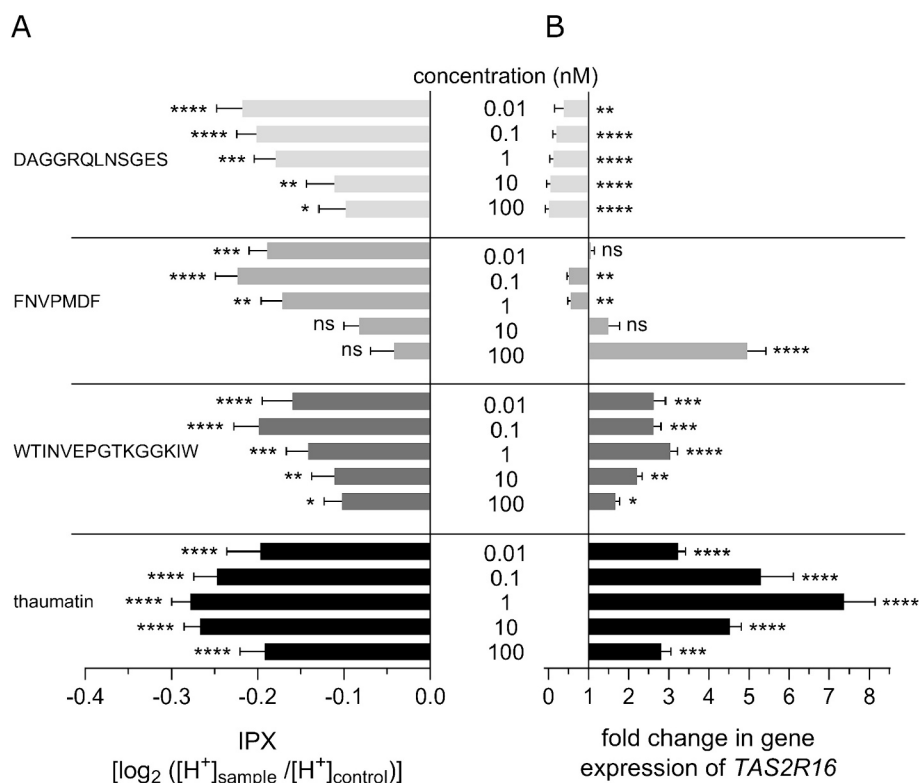 A B
concentration (nM)
**** 0.01 **
**** 0.1 ****
DAGGRQLNSGES *** 1 ****
** 10 ****
* 100 ****
*** 0.01 ns
**** 0.1 **
FNVPMDF ** 1 **
ns 10 ns
ns 100 ****
**** 0.01 ***
**** 0.1 ***
WTINVEPGTKGGKIW *** 1 ****
** 10 **
* 100 *
**** 0.01 ****
**** 0.1 ****
thaumatin **** 1 ****
**** 10 ****
**** 100 ***
-0.4 -0.3 -0.2 -0.1 0.0 0 1 2 3 4 5 6 7 8
IPX fold change in gene
[log2 ([H+]sample /[H+]control)] expression of TAS2R16